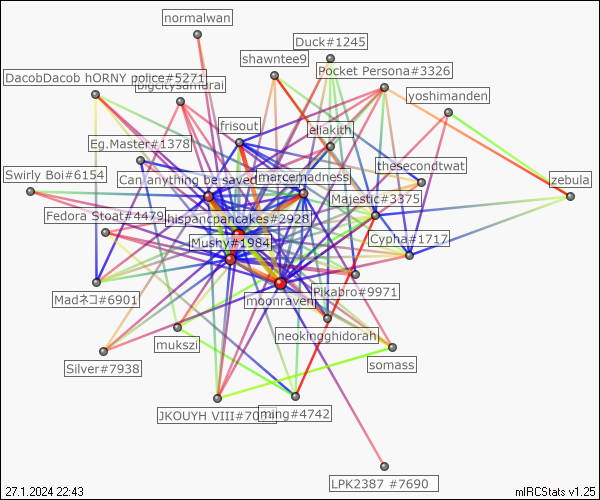 normalwan
Duck#1245
shawntee9
Pocket Persona#3326
DacobDacob hORNY police#5271
bigcitysamurai
yoshimanden
frisout
eliakith
Eg.Master#1378
thesecondtwat
Swirly Boi#6154
Can anything be saved
marcemadness
zebula
Majestic#3375
Fedora Stoat#4479
hispancpancakes#2928
Mushy#1984
Cypha#1717
Madネコ#6901
moonraven
Pikabro#9971
mukszi
neokingghidorah
Silver#7938
somass
JKOUYH VIII#70
ming#4742
LPK2387 #7690
27.1.2024 22:43
mIRCStats v1.25